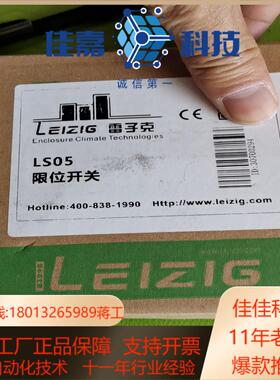 佳嘉 科技
诚信第一
LEIZIG 雷子克
Enclosure Climate Technologies
CE
LS05
限位开关
Hotline:400-838-1990 Http://www.leizig.com
LEIZIG
线:18013265989蒋工
工厂正品保障 支持开票
自动化技术 十一年行业经验
佳佳科
11年老
爆款批